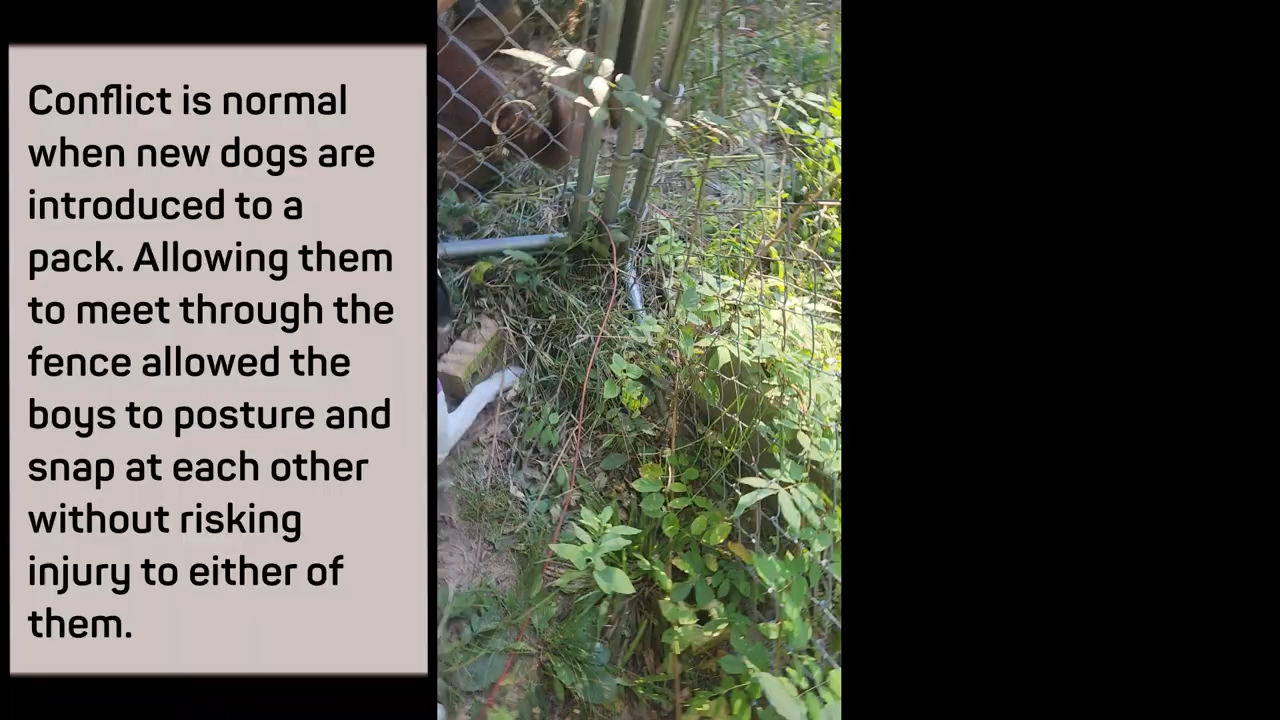 Conflict is normal
when new dogs are
introduced to a
pack. Allowing them
to meet through the
fence allowed the
boys to posture and
snap at each other
without risking
injury to either of
them.